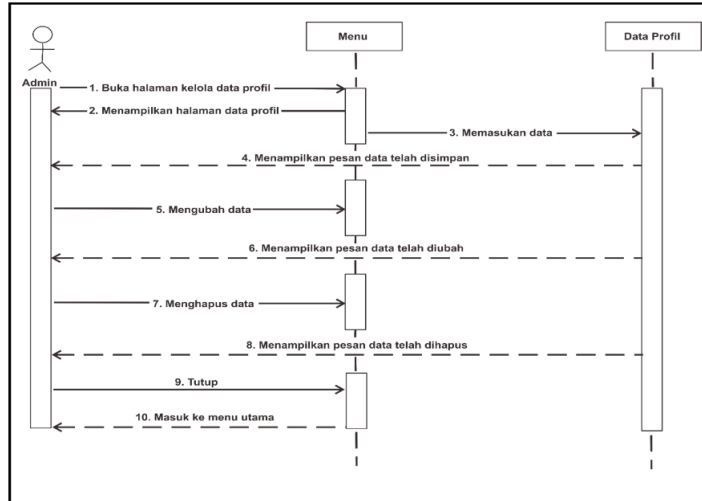 Menu
Data Profil
Admin
1. Buka halaman kelola data profil
2. Menampilkan halaman data profil
3. Memasukan data
4. Menampilkan pesan data telah disimpan
5. Mengubah data
6. Menampilkan pesan data telah diubah
7. Menghapus data
8. Menampilkan pesan data telah dihapus
9. Tutup
10. Masuk ke menu utama